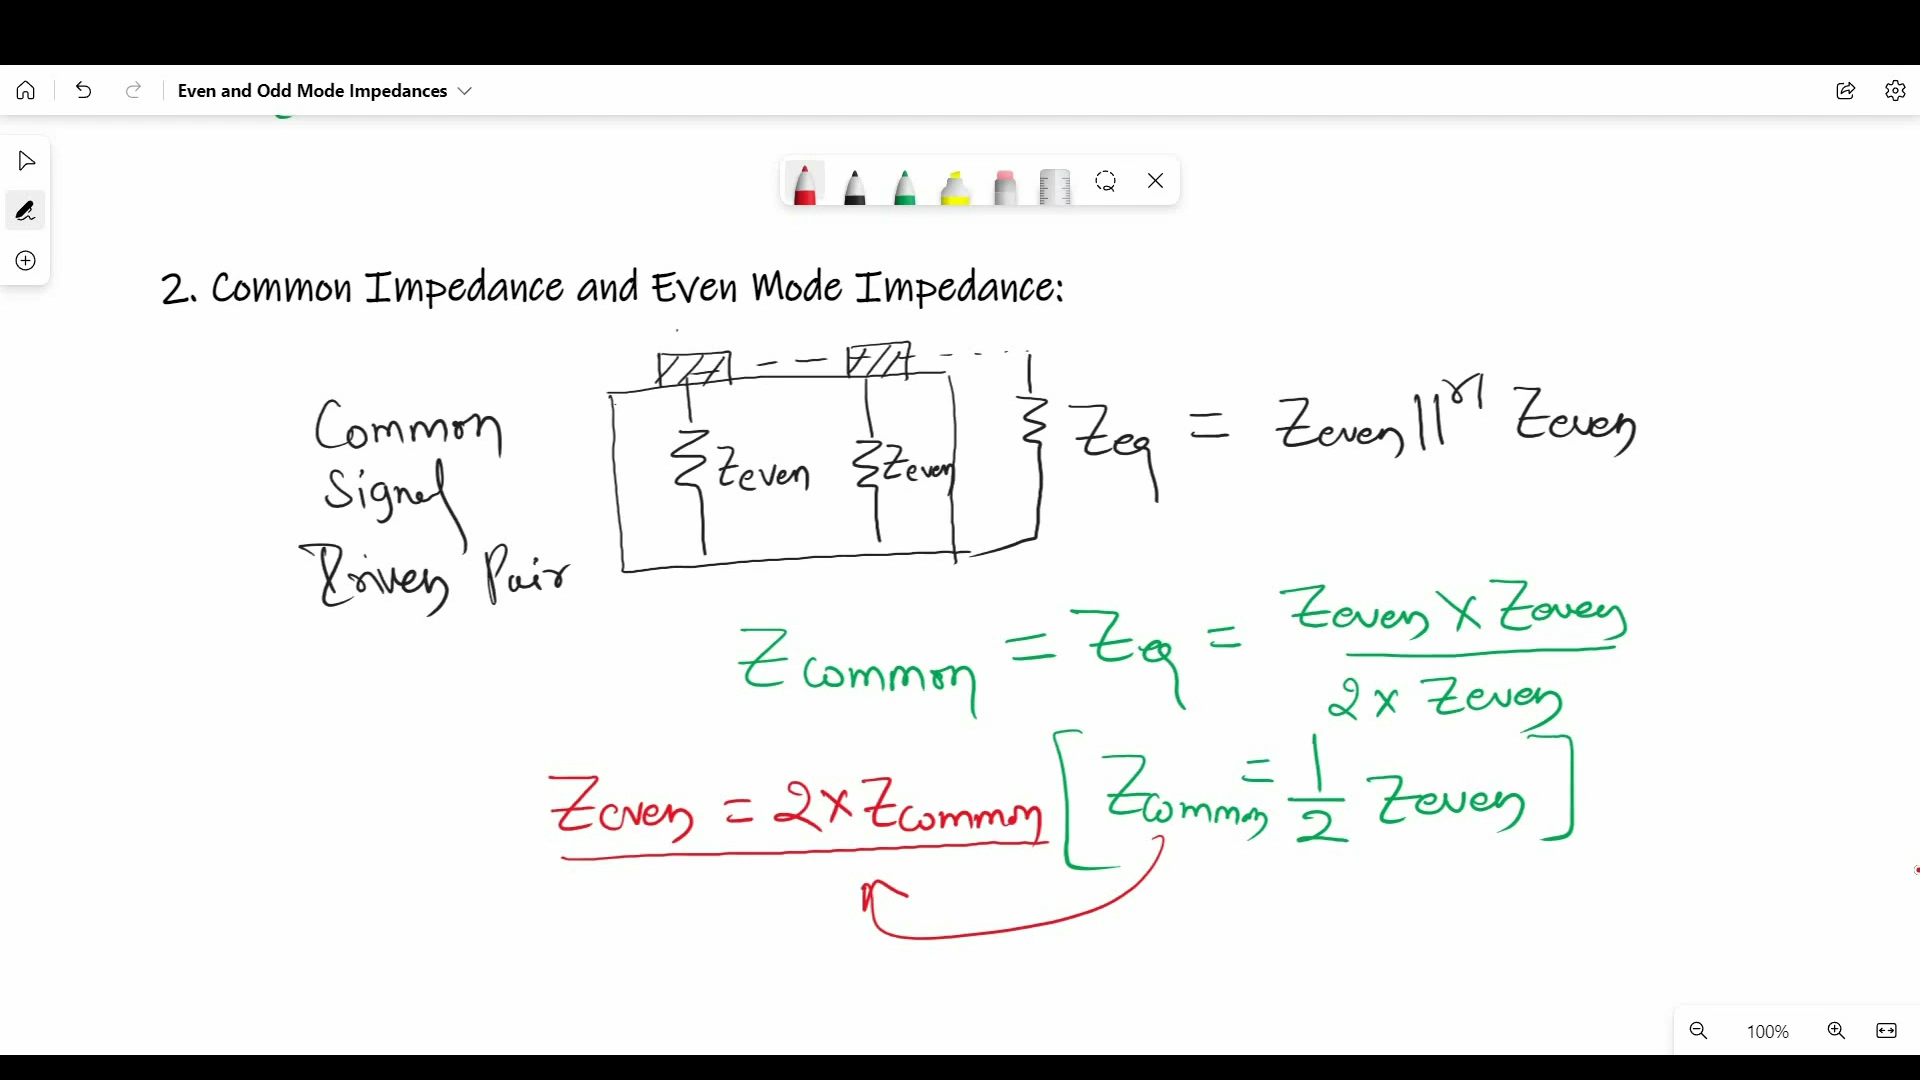 Even and Odd Mode Impedances
2. Common Impedance and Even Mode Impedance:
Common
Signal
Driven Pair
Zeven
Zeven
Zeq = Zeven ||rl Zeven
Zcommon = Zeq = Zeven x Zeven
2 x Zeven
Zeven = 2 x Zcommon [Zcommon = 1/2 Zeven]
100%